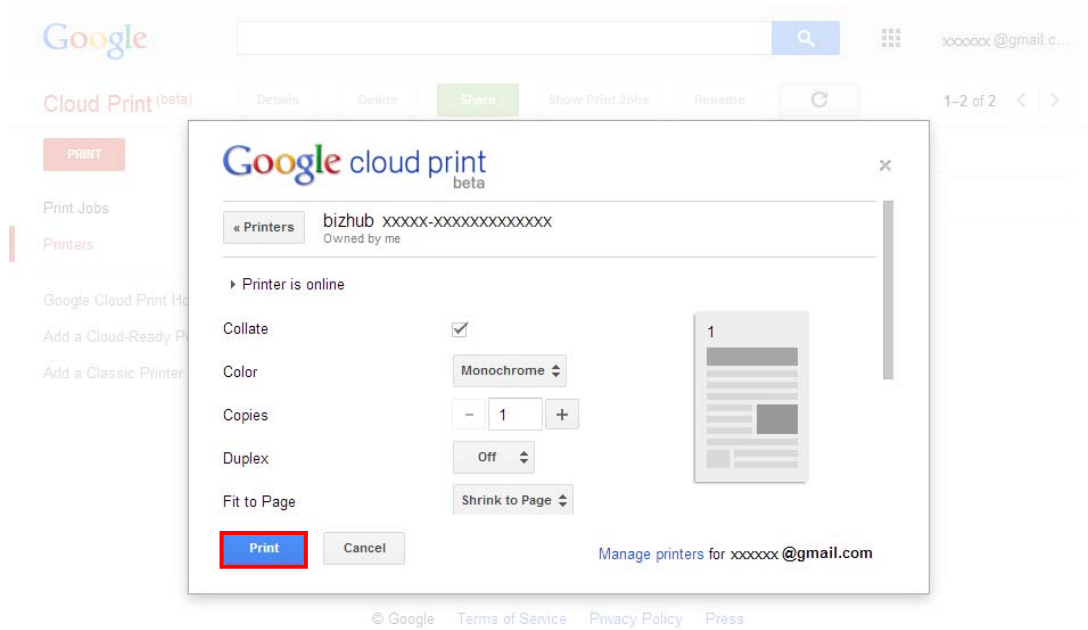 Google
xxxxxx @gmail.c...
Cloud Print (beta)
Details Delete Share Show Print Jobs Rename 1–2 of 2
PRINT
Print Jobs
Printers
Google Cloud Print Ho
Add a Cloud-Ready Pr
Add a Classic Printer
Google cloud print
beta
×
« Printers
bizhub xxxxx-xxxxxxxxxxxxx
Owned by me
Printer is online
Collate
Color Monochrome
Copies − 1 +
Duplex Off
Fit to Page Shrink to Page
1
Print Cancel Manage printers for xxxxxx @gmail.com
© Google Terms of Service Privacy Policy Press